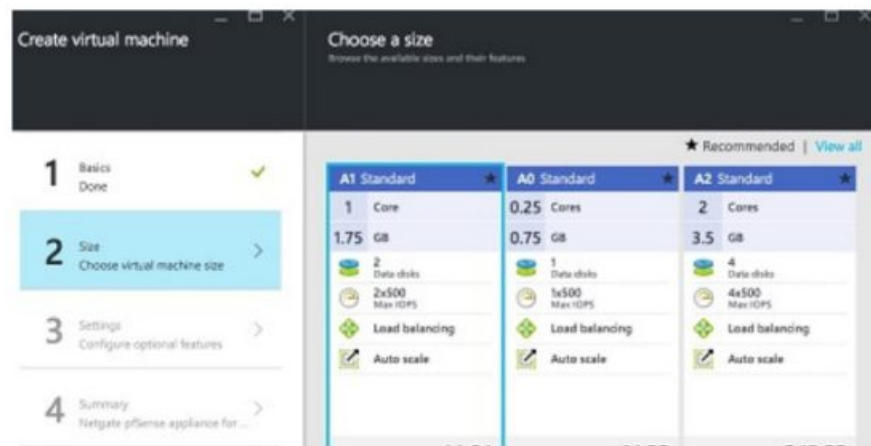 Create virtual machine
Choose a size
Browse the available sizes and their features
★ Recommended | View all
1
Basics
Done
2
Size
Choose virtual machine size
3
Settings
Configure optional features
4
Summary
Netgate pfSense appliance for ...
A1 Standard ★
1 Core
1.75 GB
2
Data disks
2x500
Max IOPS
Load balancing
Auto scale
A0 Standard ★
0.25 Cores
0.75 GB
1
Data disks
1x500
Max IOPS
Load balancing
Auto scale
A2 Standard ★
2 Cores
3.5 GB
4
Data disks
4x500
Max IOPS
Load balancing
Auto scale